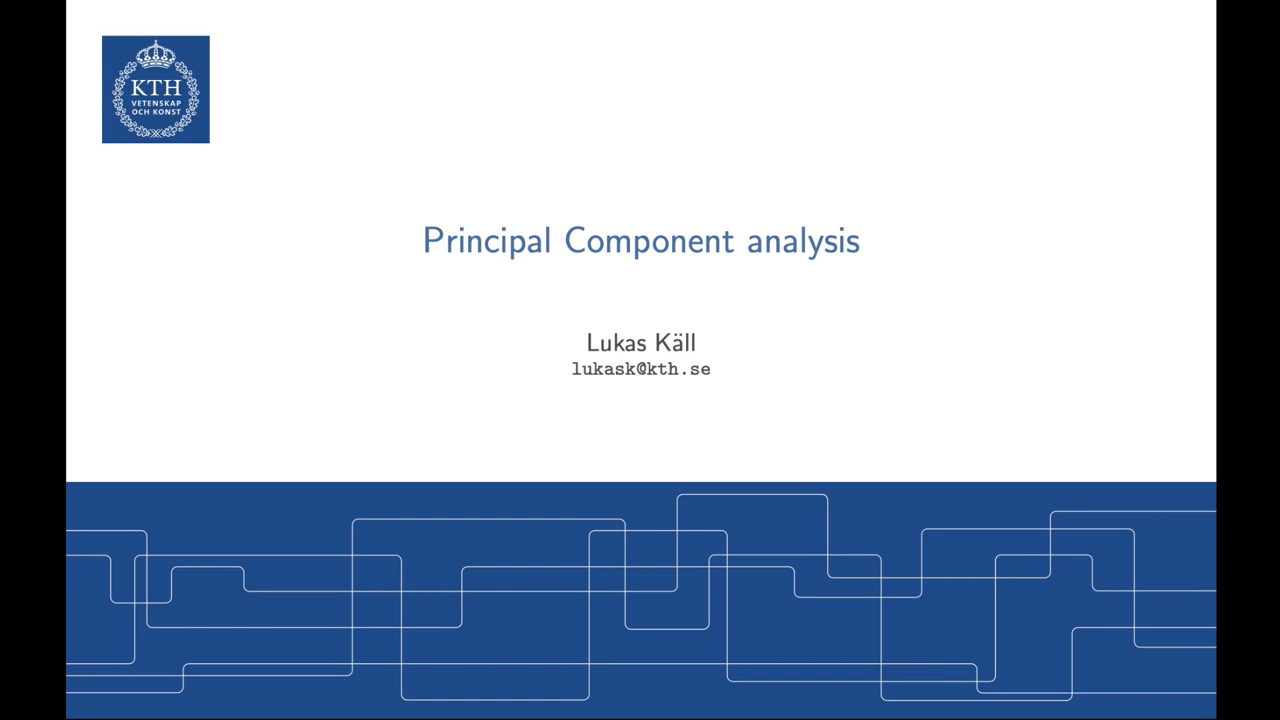 KTH
VETENSKAP
OCH KONST
Principal Component analysis
Lukas Käll
lukask@kth.se